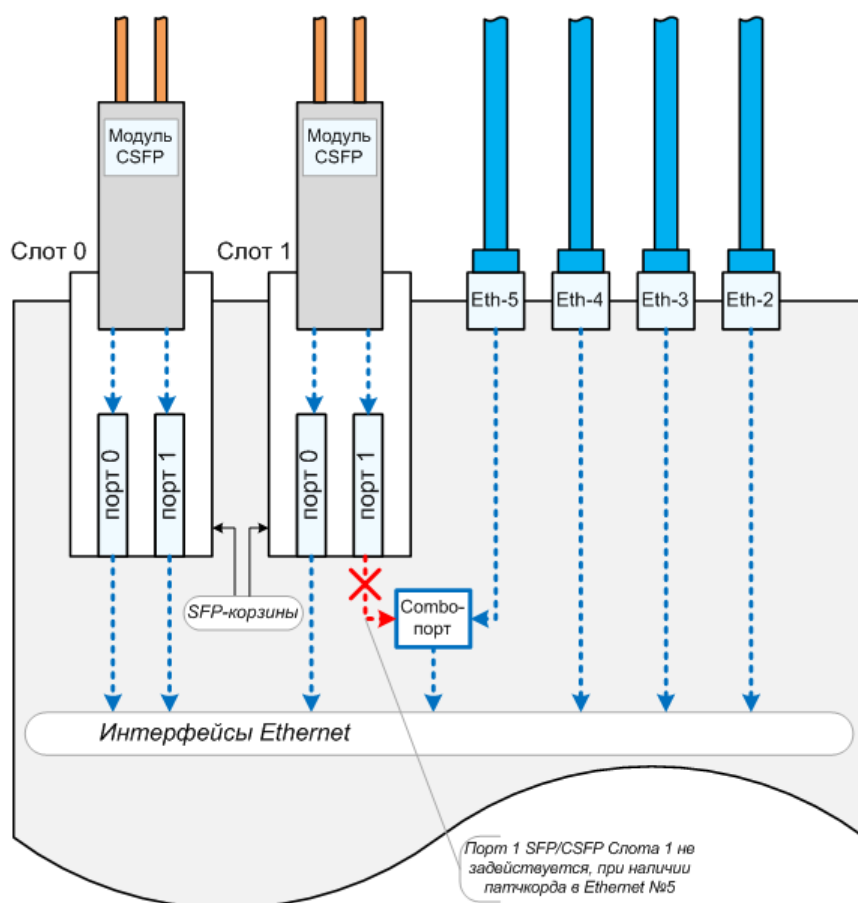 Модуль
CSFP
Модуль
CSFP
Слот 0
Слот 1
Eth-5
Eth-4
Eth-3
Eth-2
порт 0
порт 1
порт 0
порт 1
SFP-корзины
Combo-
порт
Интерфейсы Ethernet
Порт 1 SFP/CSFP Слота 1 не
задействуется, при наличии
патчкорда в Ethernet №5